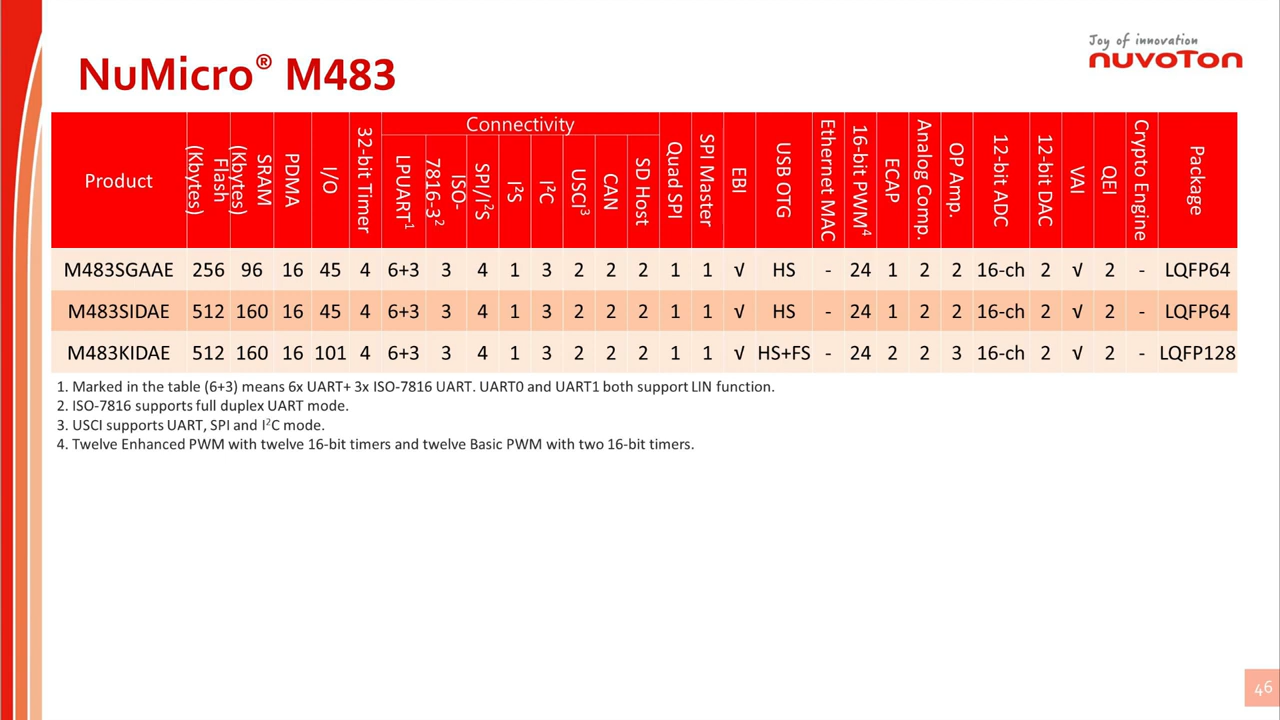 Joy of innovation
nuvoTon
NuMicro® M483
Connectivity
Product Flash (Kbytes) SRAM (Kbytes) PDMA I/O 32-bit Timer LPUART¹ ISO-7816-3² SPI/I²S I²S I²C USCI³ CAN SD Host Quad SPI SPI Master EBI USB OTG Ethernet MAC 16-bit PWM⁴ ECAP Analog Comp. OP Amp. 12-bit ADC 12-bit DAC VAI QEI Crypto Engine Package
M483SGAAE 256 96 16 45 4 6+3 3 4 1 3 2 2 2 1 1 √ HS - 24 1 2 2 16-ch 2 √ 2 - LQFP64
M483SIDAE 512 160 16 45 4 6+3 3 4 1 3 2 2 2 1 1 √ HS - 24 1 2 2 16-ch 2 √ 2 - LQFP64
M483KIDAE 512 160 16 101 4 6+3 3 4 1 3 2 2 2 1 1 √ HS+FS - 24 2 2 3 16-ch 2 √ 2 - LQFP128
1. Marked in the table (6+3) means 6x UART+ 3x ISO-7816 UART. UART0 and UART1 both support LIN function.
2. ISO-7816 supports full duplex UART mode.
3. USCI supports UART, SPI and I²C mode.
4. Twelve Enhanced PWM with twelve 16-bit timers and twelve Basic PWM with two 16-bit timers.
46